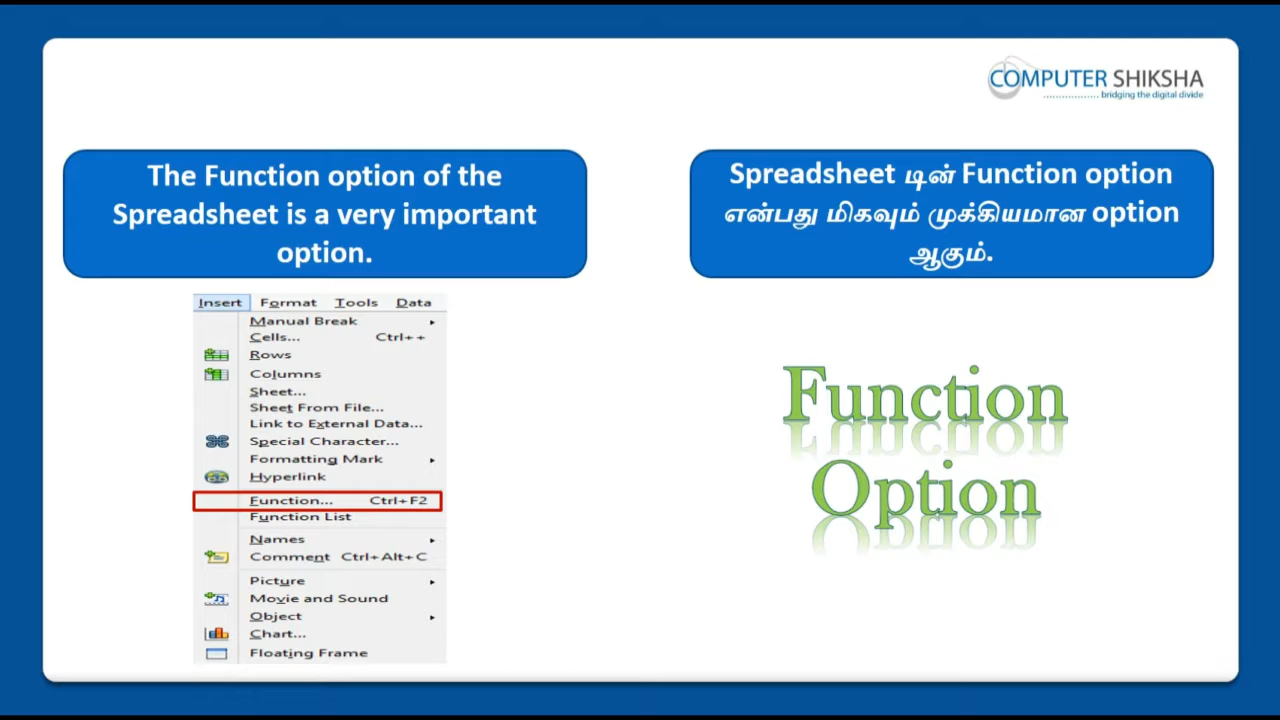 COMPUTER SHIKSHA
bridging the digital divide
The Function option of the
Spreadsheet is a very important
option.
Spreadsheet டின் Function option
என்பது மிகவும் முக்கியமான option
ஆகும்.
Insert Format Tools Data
Manual Break
Cells... Ctrl++
Rows
Columns
Sheet...
Sheet From File...
Link to External Data...
Special Character...
Formatting Mark
Hyperlink
Function... Ctrl+F2
Function List
Names
Comment Ctrl+Alt+C
Picture
Movie and Sound
Object
Chart...
Floating Frame
Function
Option